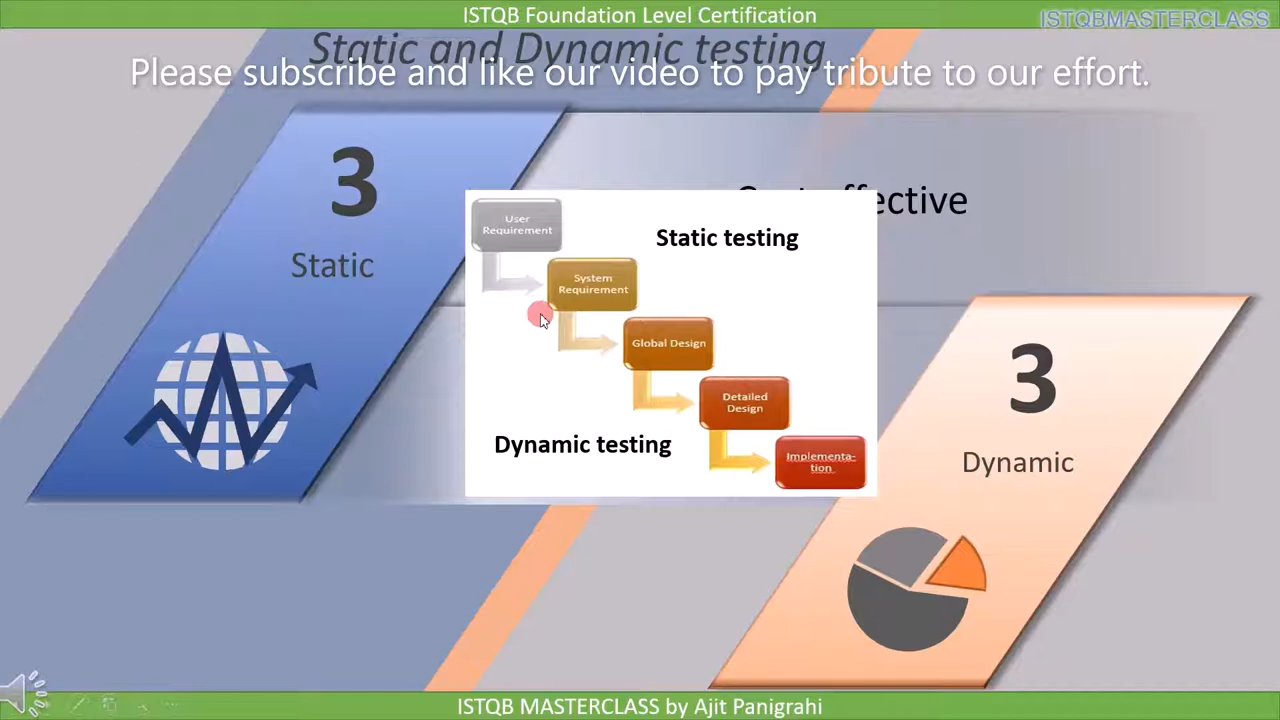 ISTQB Foundation Level Certification
ISTQBMASTERCLASS
Static and Dynamic testing
Please subscribe and like our video to pay tribute to our effort.
3
Static
effective
User
Requirement
Static testing
System
Requirement
Global Design
Detailed
Design
Dynamic testing
Implementa-
tion
3
Dynamic
ISTQB MASTERCLASS by Ajit Panigrahi